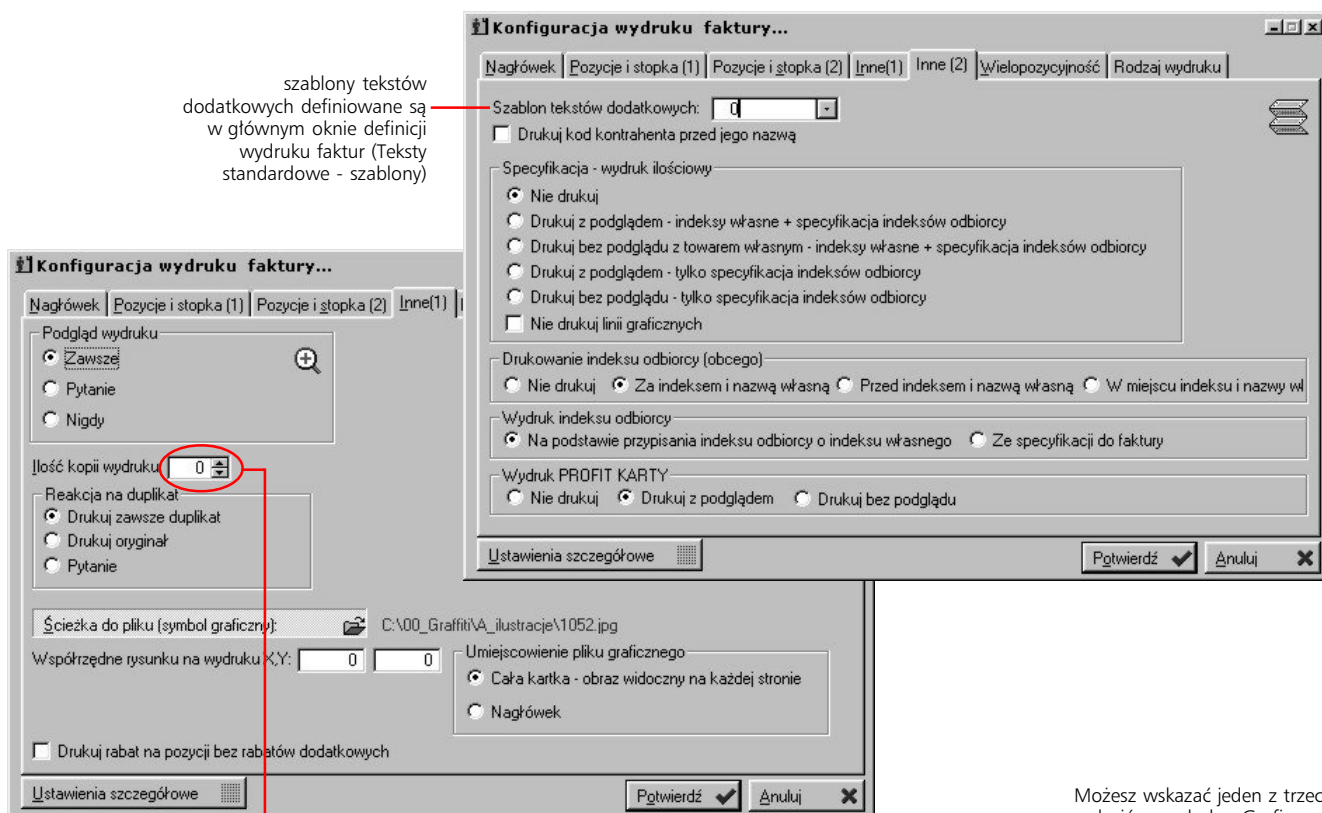 Konfiguracja wydruku faktury...
Nagłówek Pozycje i stopka (1) Pozycje i stopka (2) Inne(1) Inne (2) Wielopozycyjność Rodzaj wydruku
szablony tekstów
dodatkowych definiowane są
w głównym oknie definicji
wydruku faktur (Teksty
standardowe - szablony)
Szablon tekstów dodatkowych: 0
Drukuj kod kontrahenta przed jego nazwą
Specyfikacja - wydruk ilościowy
Nie drukuj
Drukuj z podglądem - indeksy własne + specyfikacja indeksów odbiorcy
Drukuj bez podglądu z towarem własnym - indeksy własne + specyfikacja indeksów odbiorcy
Drukuj z podglądem - tylko specyfikacja indeksów odbiorcy
Drukuj bez podglądu - tylko specyfikacja indeksów odbiorcy
Nie drukuj linii graficznych
Drukowanie indeksu odbiorcy (obcego)
Nie drukuj Za indeksem i nazwą własną Przed indeksem i nazwą własną W miejscu indeksu i nazwy wł
Wydruk indeksu odbiorcy
Na podstawie przypisania indeksu odbiorcy o indeksu własnego Ze specyfikacji do faktury
Wydruk PROFIT KARTY
Nie drukuj Drukuj z podglądem Drukuj bez podglądu
Ustawienia szczegółowe Potwierdź Anuluj
Konfiguracja wydruku faktury...
Nagłówek Pozycje i stopka (1) Pozycje i stopka (2) Inne(1)
Podgląd wydruku
Zawsze
Pytanie
Nigdy
Ilość kopii wydruku 0
Reakcja na duplikat
Drukuj zawsze duplikat
Drukuj oryginał
Pytanie
Ścieżka do pliku (symbol graficzny): C:\00_Graffiti\A_ilustracje\1052.jpg
Współrzędne rysunku na wydruku X,Y: 0 0
Umiejscowienie pliku graficznego
Cała kartka - obraz widoczny na każdej stronie
Nagłówek
Drukuj rabat na pozycji bez rabatów dodatkowych
Ustawienia szczegółowe Potwierdź Anuluj
Możesz wskazać jeden z trzec